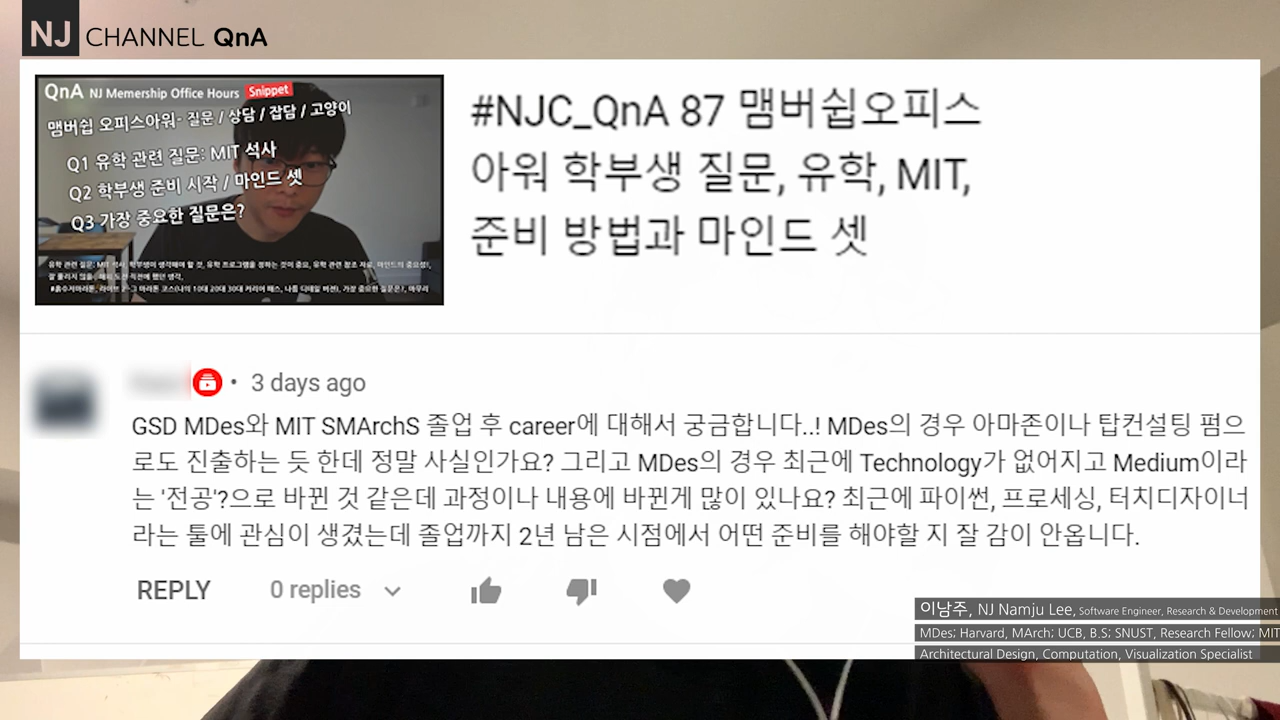 NJ CHANNEL QnA
QnA NJ Memership Office Hours Snippet
맴버쉽 오피스아워- 질문 / 상담 / 잡담 / 고양이
Q1 유학 관련 질문: MIT 석사
Q2 학부생 준비 시작 / 마인드 셋
Q3 가장 중요한 질문은?
#NJC_QnA 87 맴버쉽오피스
아워 학부생 질문, 유학, MIT,
준비 방법과 마인드 셋
3 days ago
GSD MDes와 MIT SMArchS 졸업 후 career에 대해서 궁금합니다..! MDes의 경우 아마존이나 탑컨설팅 펌으
로도 진출하는 듯 한데 정말 사실인가요? 그리고 MDes의 경우 최근에 Technology가 없어지고 Medium이라
는 '전공'?으로 바뀐 것 같은데 과정이나 내용에 바뀐게 많이 있나요? 최근에 파이썬, 프로세싱, 터치디자이너
라는 툴에 관심이 생겼는데 졸업까지 2년 남은 시점에서 어떤 준비를 해야할 지 잘 감이 안옵니다.
REPLY 0 replies
이남주, NJ Namju Lee, Software Engineer, Research & Development
MDes; Harvard, MArch; UCB, B.S; SNUST, Research Fellow; MIT
Architectural Design, Computation, Visualization Specialist